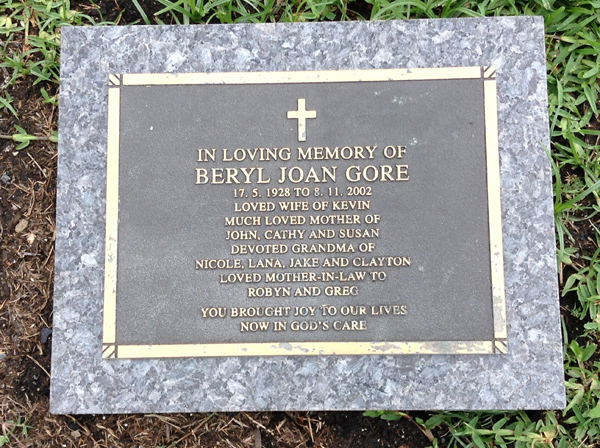 IN LOVING MEMORY OF
BERYL JOAN GORE
17. 5. 1928 TO 8. 11. 2002
LOVED WIFE OF KEVIN
MUCH LOVED MOTHER OF
JOHN, CATHY AND SUSAN
DEVOTED GRANDMA OF
NICOLE, LANA, JAKE AND CLAYTON
LOVED MOTHER-IN-LAW TO
ROBYN AND GREG
YOU BROUGHT JOY TO OUR LIVES
NOW IN GOD'S CARE